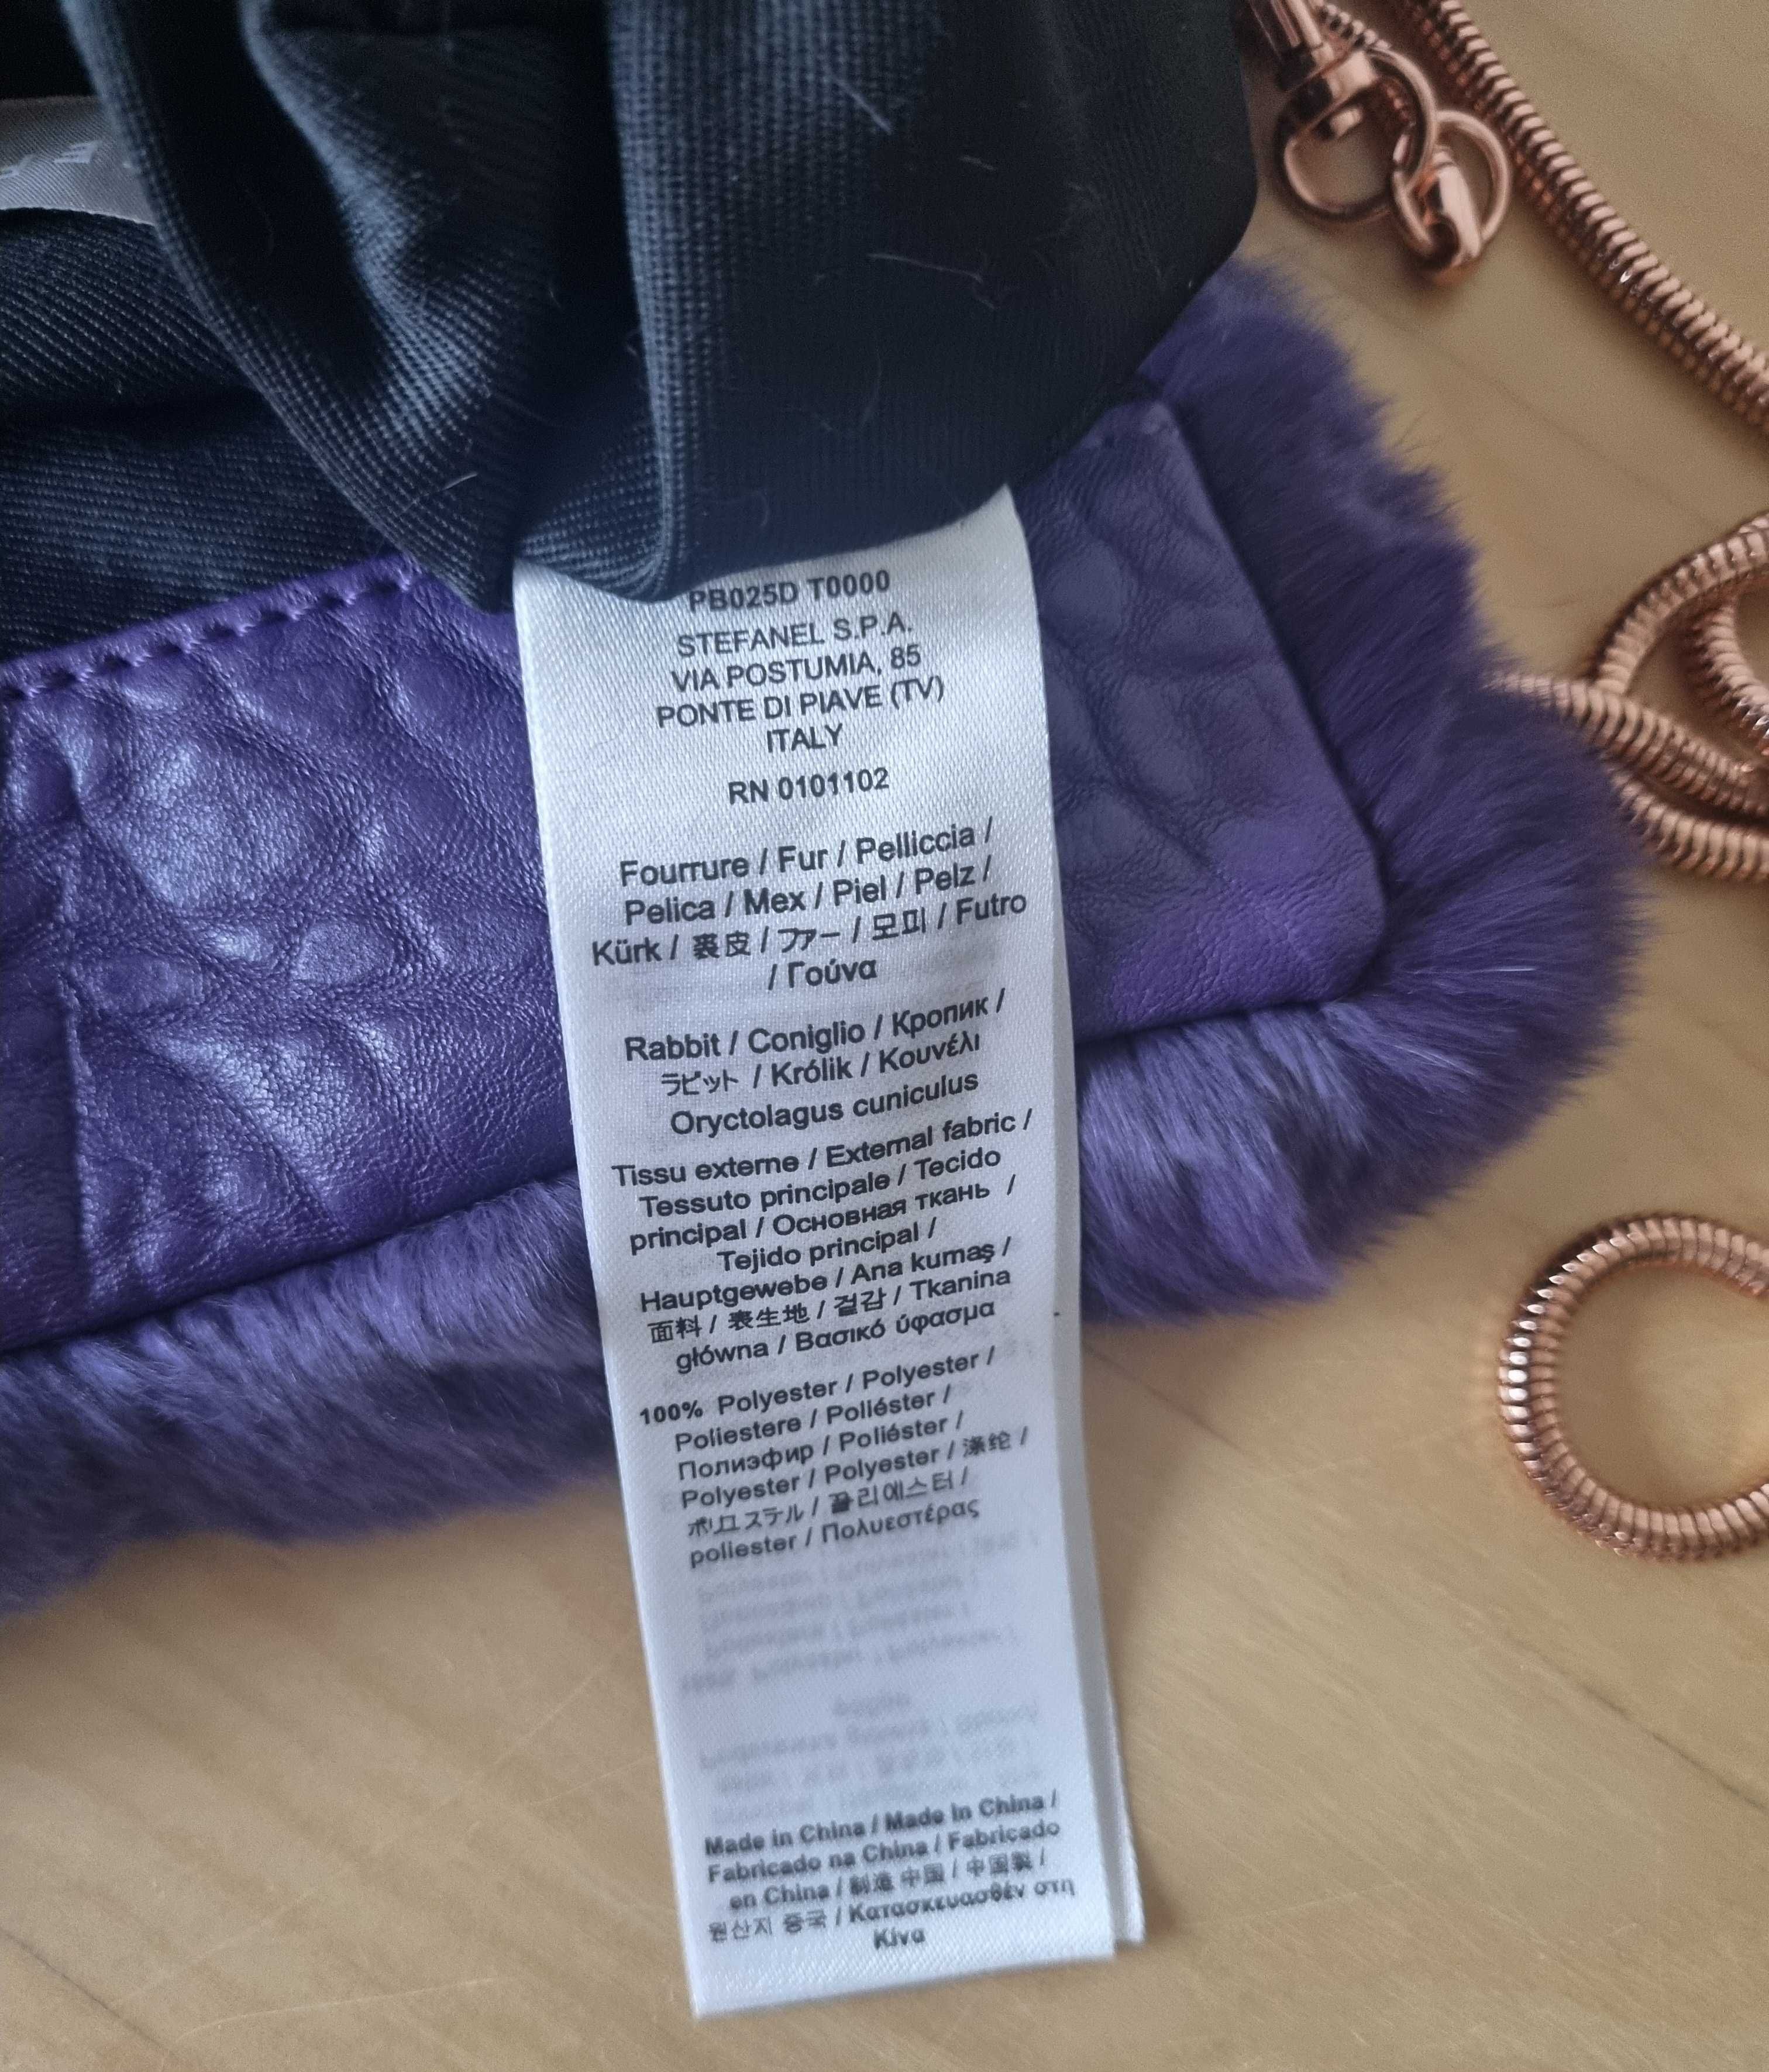 PB025D T0000
STEFANEL S.P.A.
VIA POSTUMIA, 85
PONTE DI PIAVE (TV)
ITALY
RN 0101102
Fourrure / Fur / Pelliccia /
Pelica / Mex / Piel / Pelz /
Kürk / 裘皮 / ファー / 모피 / Futro
/ Γούνα
Rabbit / Coniglio / Кропик /
ラビット / Królik / Κουνέλι
Oryctolagus cuniculus
Tissu externe / External fabric /
Tessuto principale / Tecido
principal / Основная ткань /
Tejido principal /
Hauptgewebe / Ana kumaş /
面料 / 表生地 / 겉감 / Tkanina
główna / Βασικό ύφασμα
100% Polyester / Polyester /
Poliestere / Poliéster /
Полиэфир / Poliéster /
Polyester / Polyester / 涤纶 /
ポリエステル / 폴리에스터 /
poliester / Πολυεστέρας
Made in China / Made in China /
Fabricado na China / Fabricado
en China / 制造 中国 / 中国製 /
원산지 중국 / Κατασκευασθέν στη
Κίνα